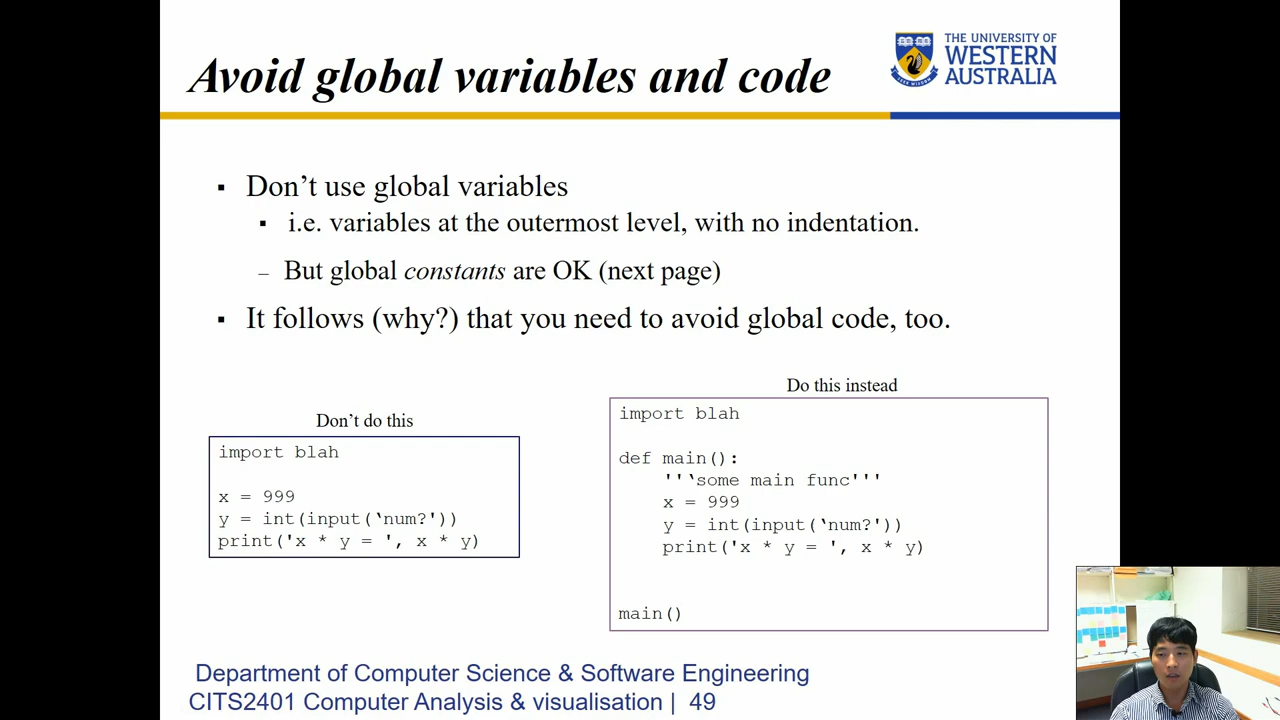 Avoid global variables and code
THE UNIVERSITY OF
WESTERN
AUSTRALIA
▪ Don’t use global variables
▪ i.e. variables at the outermost level, with no indentation.
– But global constants are OK (next page)
▪ It follows (why?) that you need to avoid global code, too.
Don’t do this
import blah
x = 999
y = int(input(‘num?'))
print('x * y = ', x * y)
Do this instead
import blah
def main():
''‘some main func'''
x = 999
y = int(input(‘num?'))
print('x * y = ', x * y)
main()
Department of Computer Science & Software Engineering
CITS2401 Computer Analysis & visualisation | 49